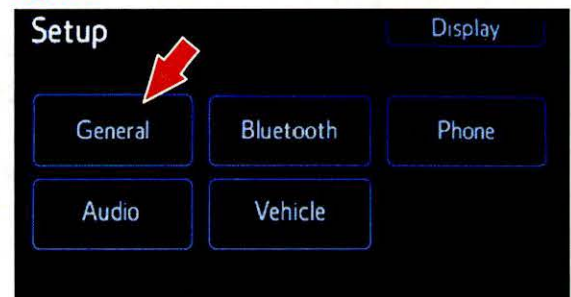 Setup
Display
General
Bluetooth
Phone
Audio
Vehicle